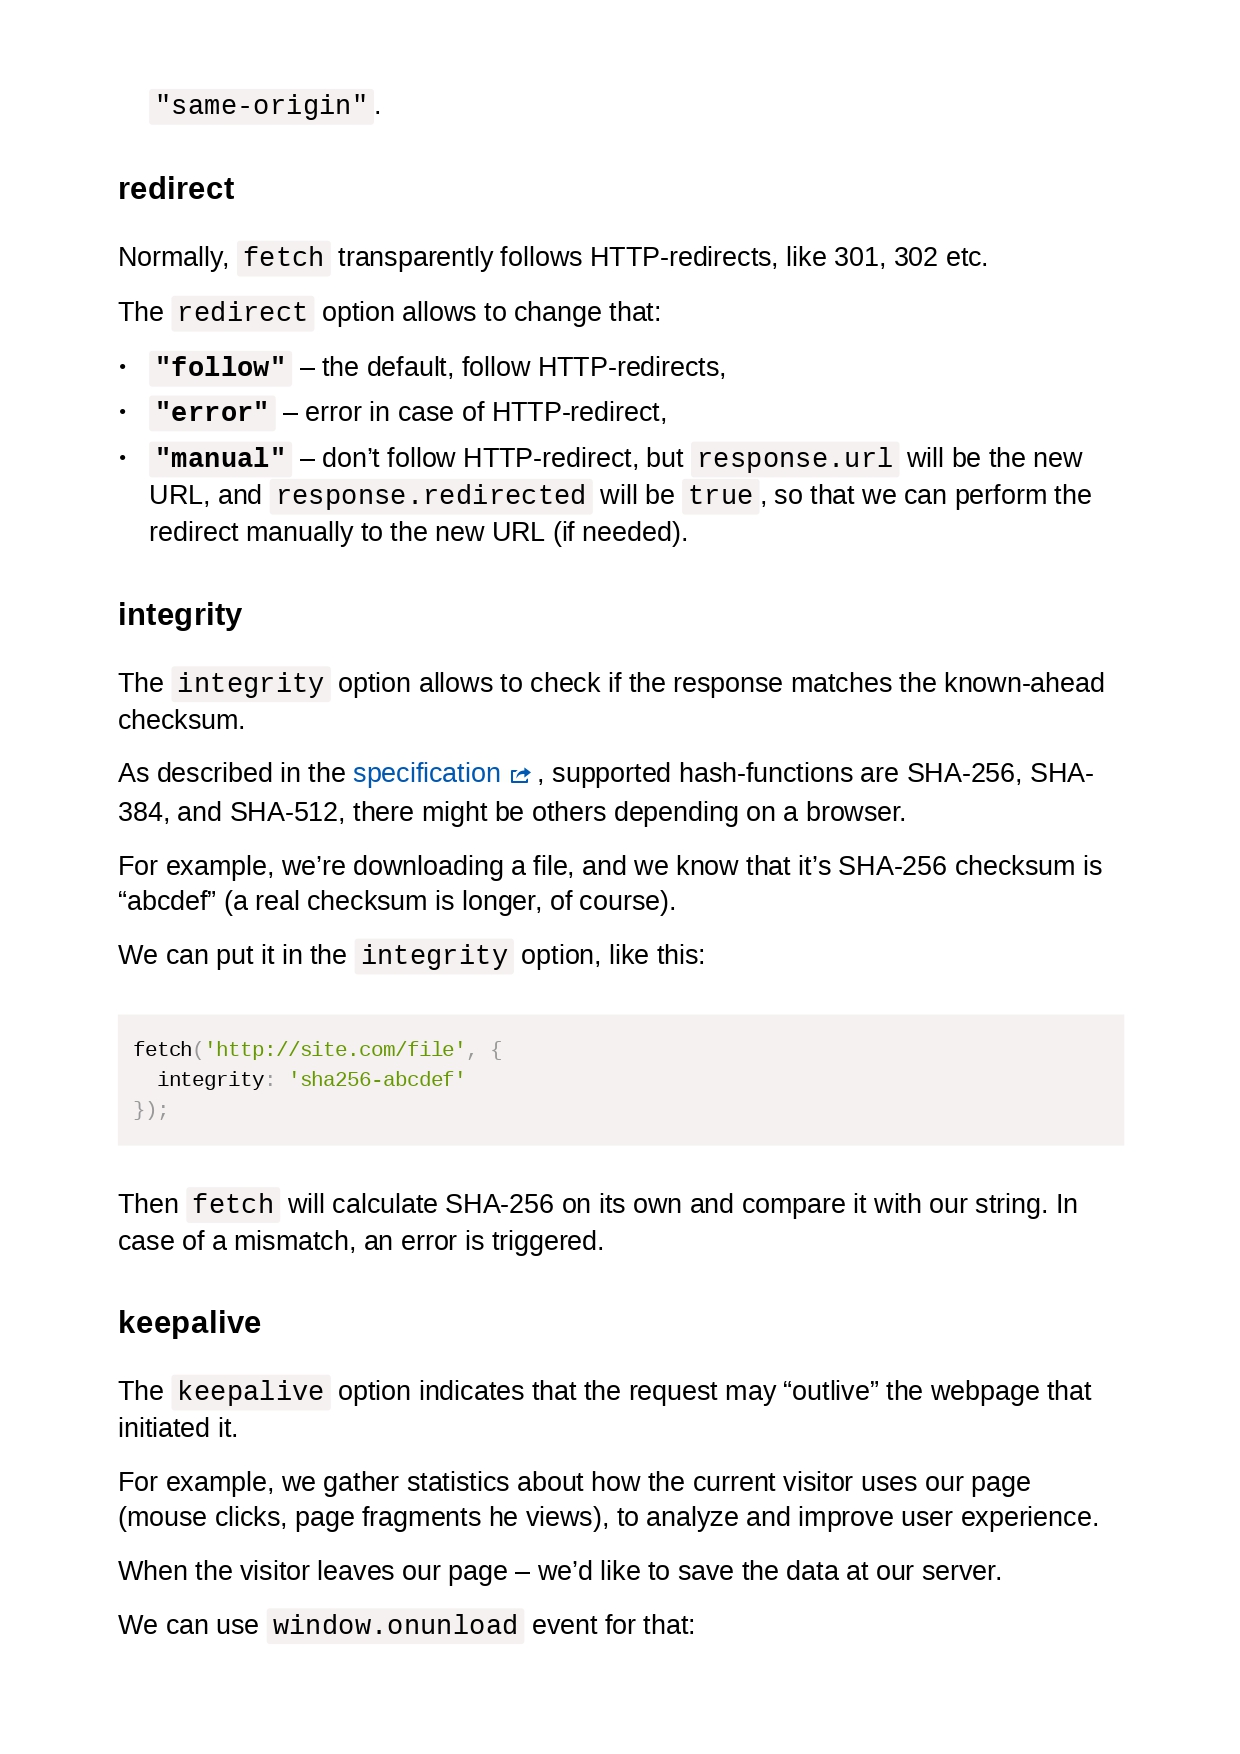 "same-origin".
redirect
Normally, fetch transparently follows HTTP-redirects, like 301, 302 etc.
The redirect option allows to change that:
• "follow" – the default, follow HTTP-redirects,
• "error" – error in case of HTTP-redirect,
• "manual" – don’t follow HTTP-redirect, but response.url will be the new
URL, and response.redirected will be true, so that we can perform the
redirect manually to the new URL (if needed).
integrity
The integrity option allows to check if the response matches the known-ahead
checksum.
As described in the specification , supported hash-functions are SHA-256, SHA-
384, and SHA-512, there might be others depending on a browser.
For example, we’re downloading a file, and we know that it’s SHA-256 checksum is
“abcdef” (a real checksum is longer, of course).
We can put it in the integrity option, like this:
fetch('http://site.com/file', {
  integrity: 'sha256-abcdef'
});
Then fetch will calculate SHA-256 on its own and compare it with our string. In
case of a mismatch, an error is triggered.
keepalive
The keepalive option indicates that the request may “outlive” the webpage that
initiated it.
For example, we gather statistics about how the current visitor uses our page
(mouse clicks, page fragments he views), to analyze and improve user experience.
When the visitor leaves our page – we’d like to save the data at our server.
We can use window.onunload event for that: